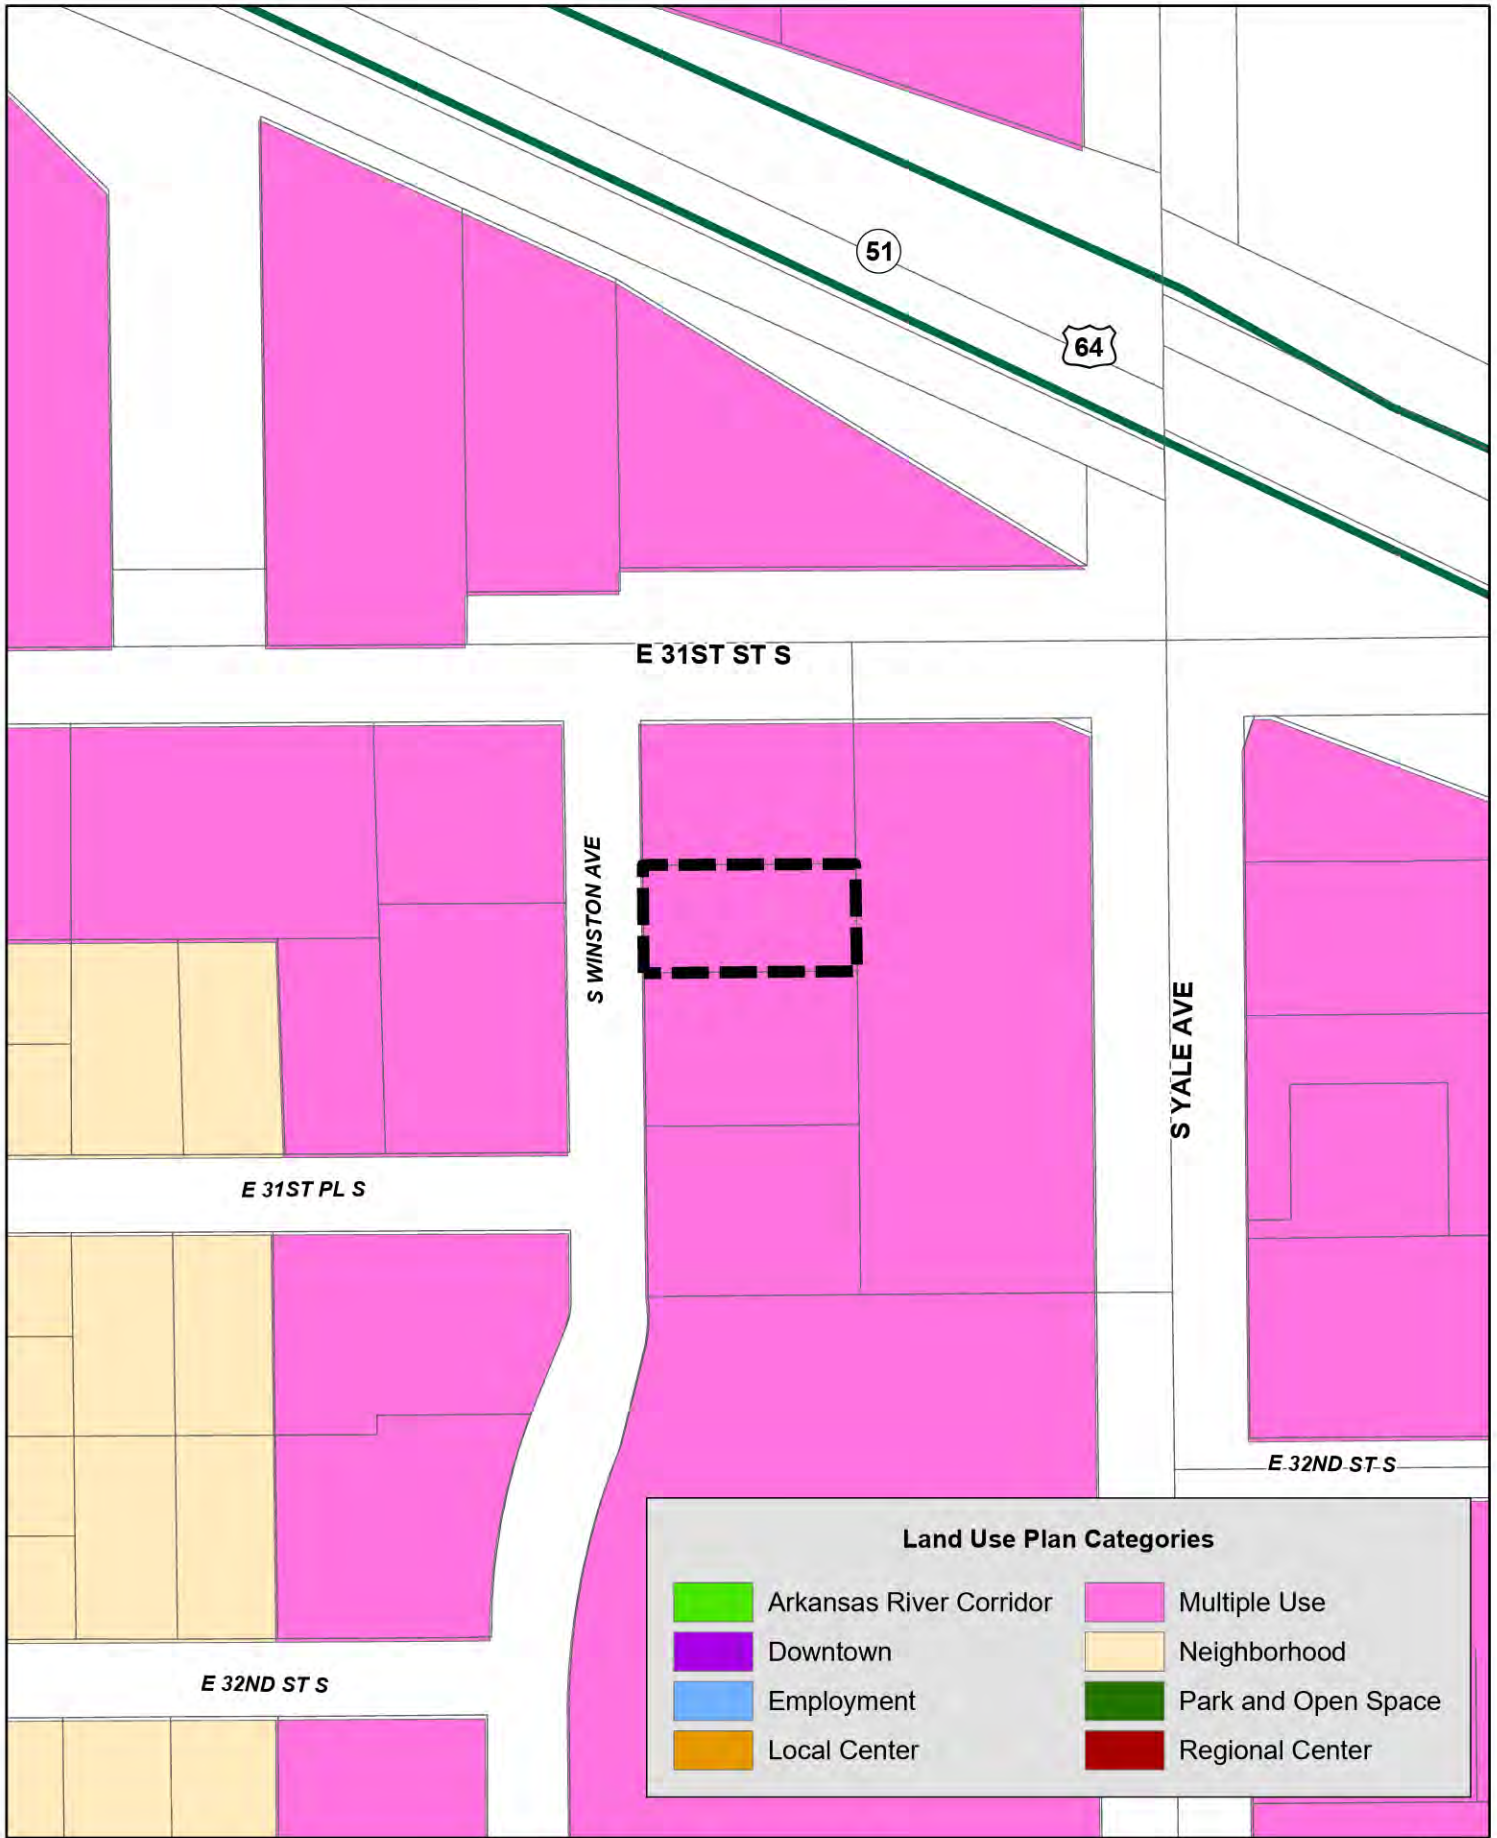 51
64
E 31ST ST S
S WINSTON AVE
S YALE AVE
E 31ST PL S
E 32ND ST S
Land Use Plan Categories
Arkansas River Corridor
Multiple Use
Downtown
Neighborhood
Employment
Park and Open Space
Local Center
Regional Center
E 32ND ST S